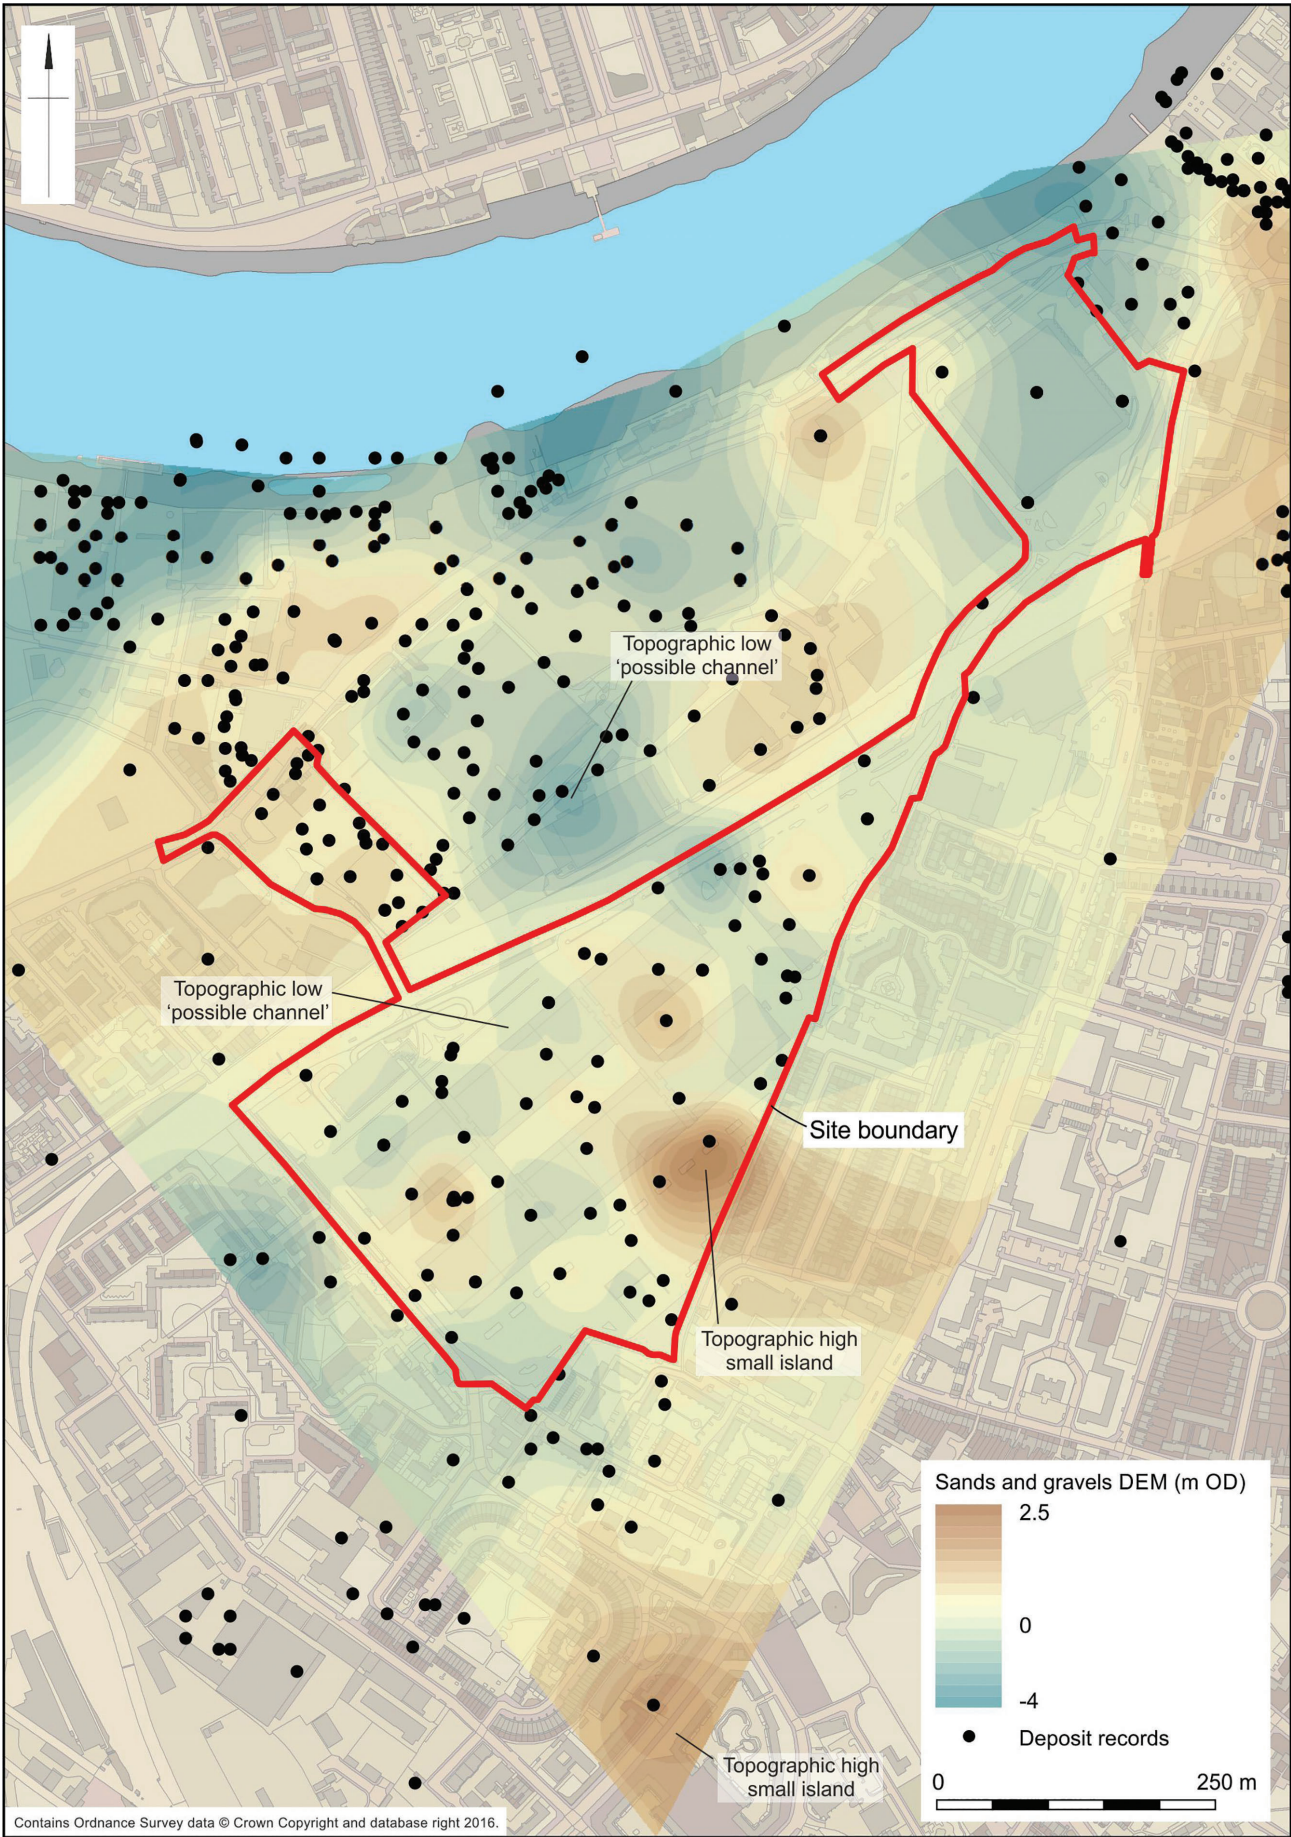 Topographic low
‘possible channel’
Topographic low
‘possible channel’
Site boundary
Topographic high
small island
Topographic high
small island
Sands and gravels DEM (m OD)
2.5
0
-4
Deposit records
0 250 m
Contains Ordnance Survey data © Crown Copyright and database right 2016.